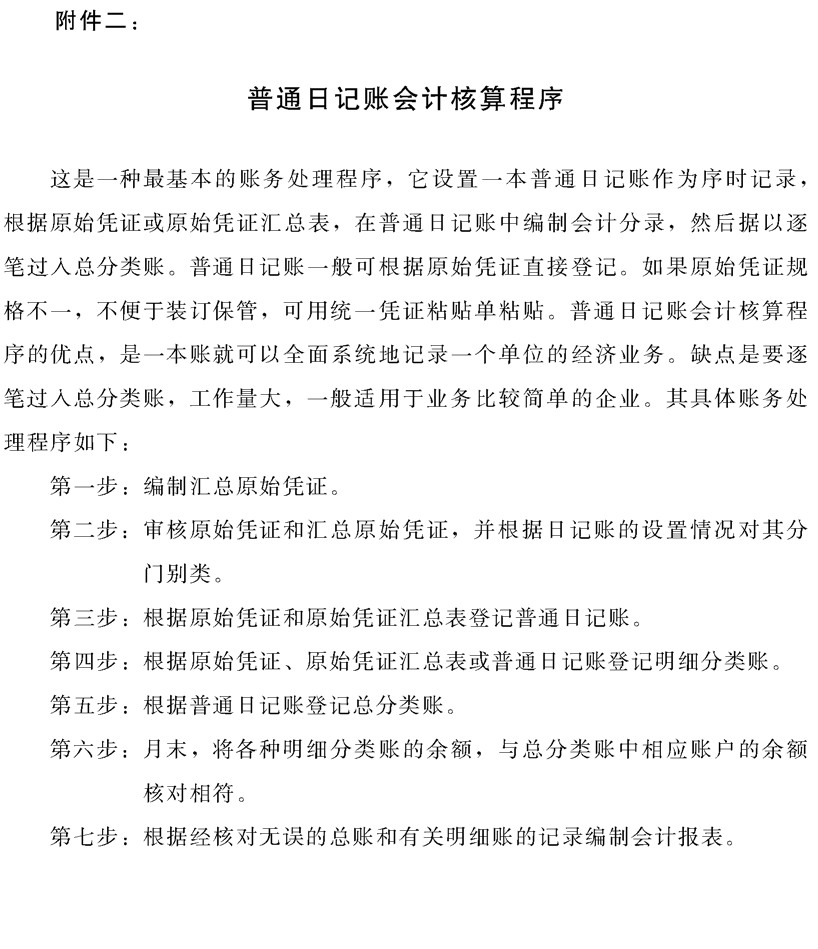 附件二：
普通日记账会计核算程序
这是一种最基本的账务处理程序，它设置一本普通日记账作为序时记录，
根据原始凭证或原始凭证汇总表，在普通日记账中编制会计分录，然后据以逐
笔过入总分类账。普通日记账一般可根据原始凭证直接登记。如果原始凭证规
格不一，不便于装订保管，可用统一凭证粘贴单粘贴。普通日记账会计核算程
序的优点，是一本账就可以全面系统地记录一个单位的经济业务。缺点是要逐
笔过入总分类账，工作量大，一般适用于业务比较简单的企业。其具体账务处
理程序如下：
第一步：编制汇总原始凭证。
第二步：审核原始凭证和汇总原始凭证，并根据日记账的设置情况对其分
门别类。
第三步：根据原始凭证和原始凭证汇总表登记普通日记账。
第四步：根据原始凭证、原始凭证汇总表或普通日记账登记明细分类账。
第五步：根据普通日记账登记总分类账。
第六步：月末，将各种明细分类账的余额，与总分类账中相应账户的余额
核对相符。
第七步：根据经核对无误的总账和有关明细账的记录编制会计报表。